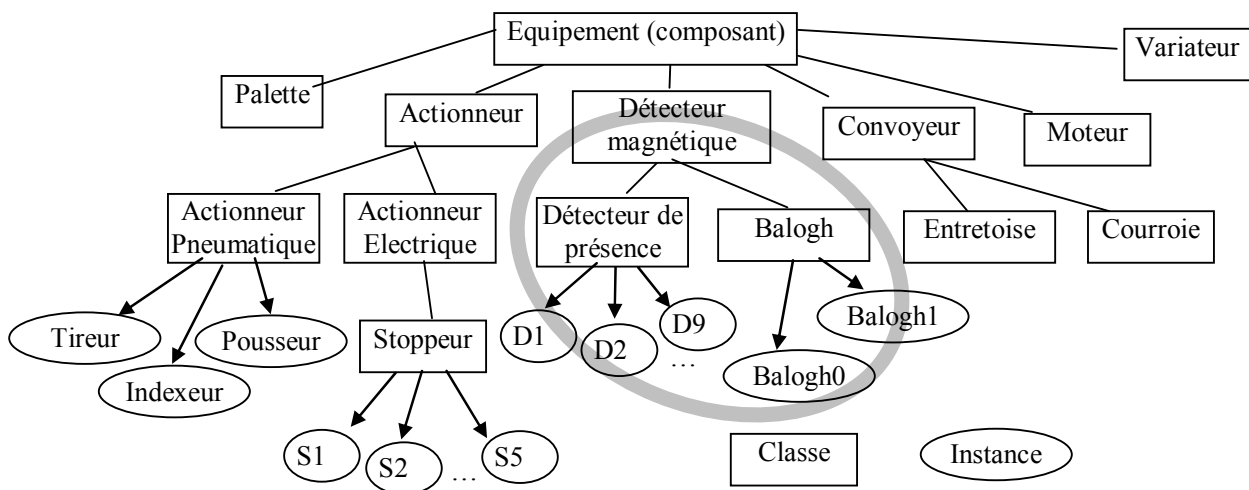 Equipement (composant)
Variateur
Palette
Actionneur
Détecteur
magnétique
Convoyeur
Moteur
Actionneur
Pneumatique
Actionneur
Electrique
Détecteur de
présence
Balogh
Entretoise
Courroie
Tireur
Pousseur
Indexeur
Stoppeur
D1
D2
D9
…
Balogh1
Balogh0
S1
S2
…
S5
Classe
Instance